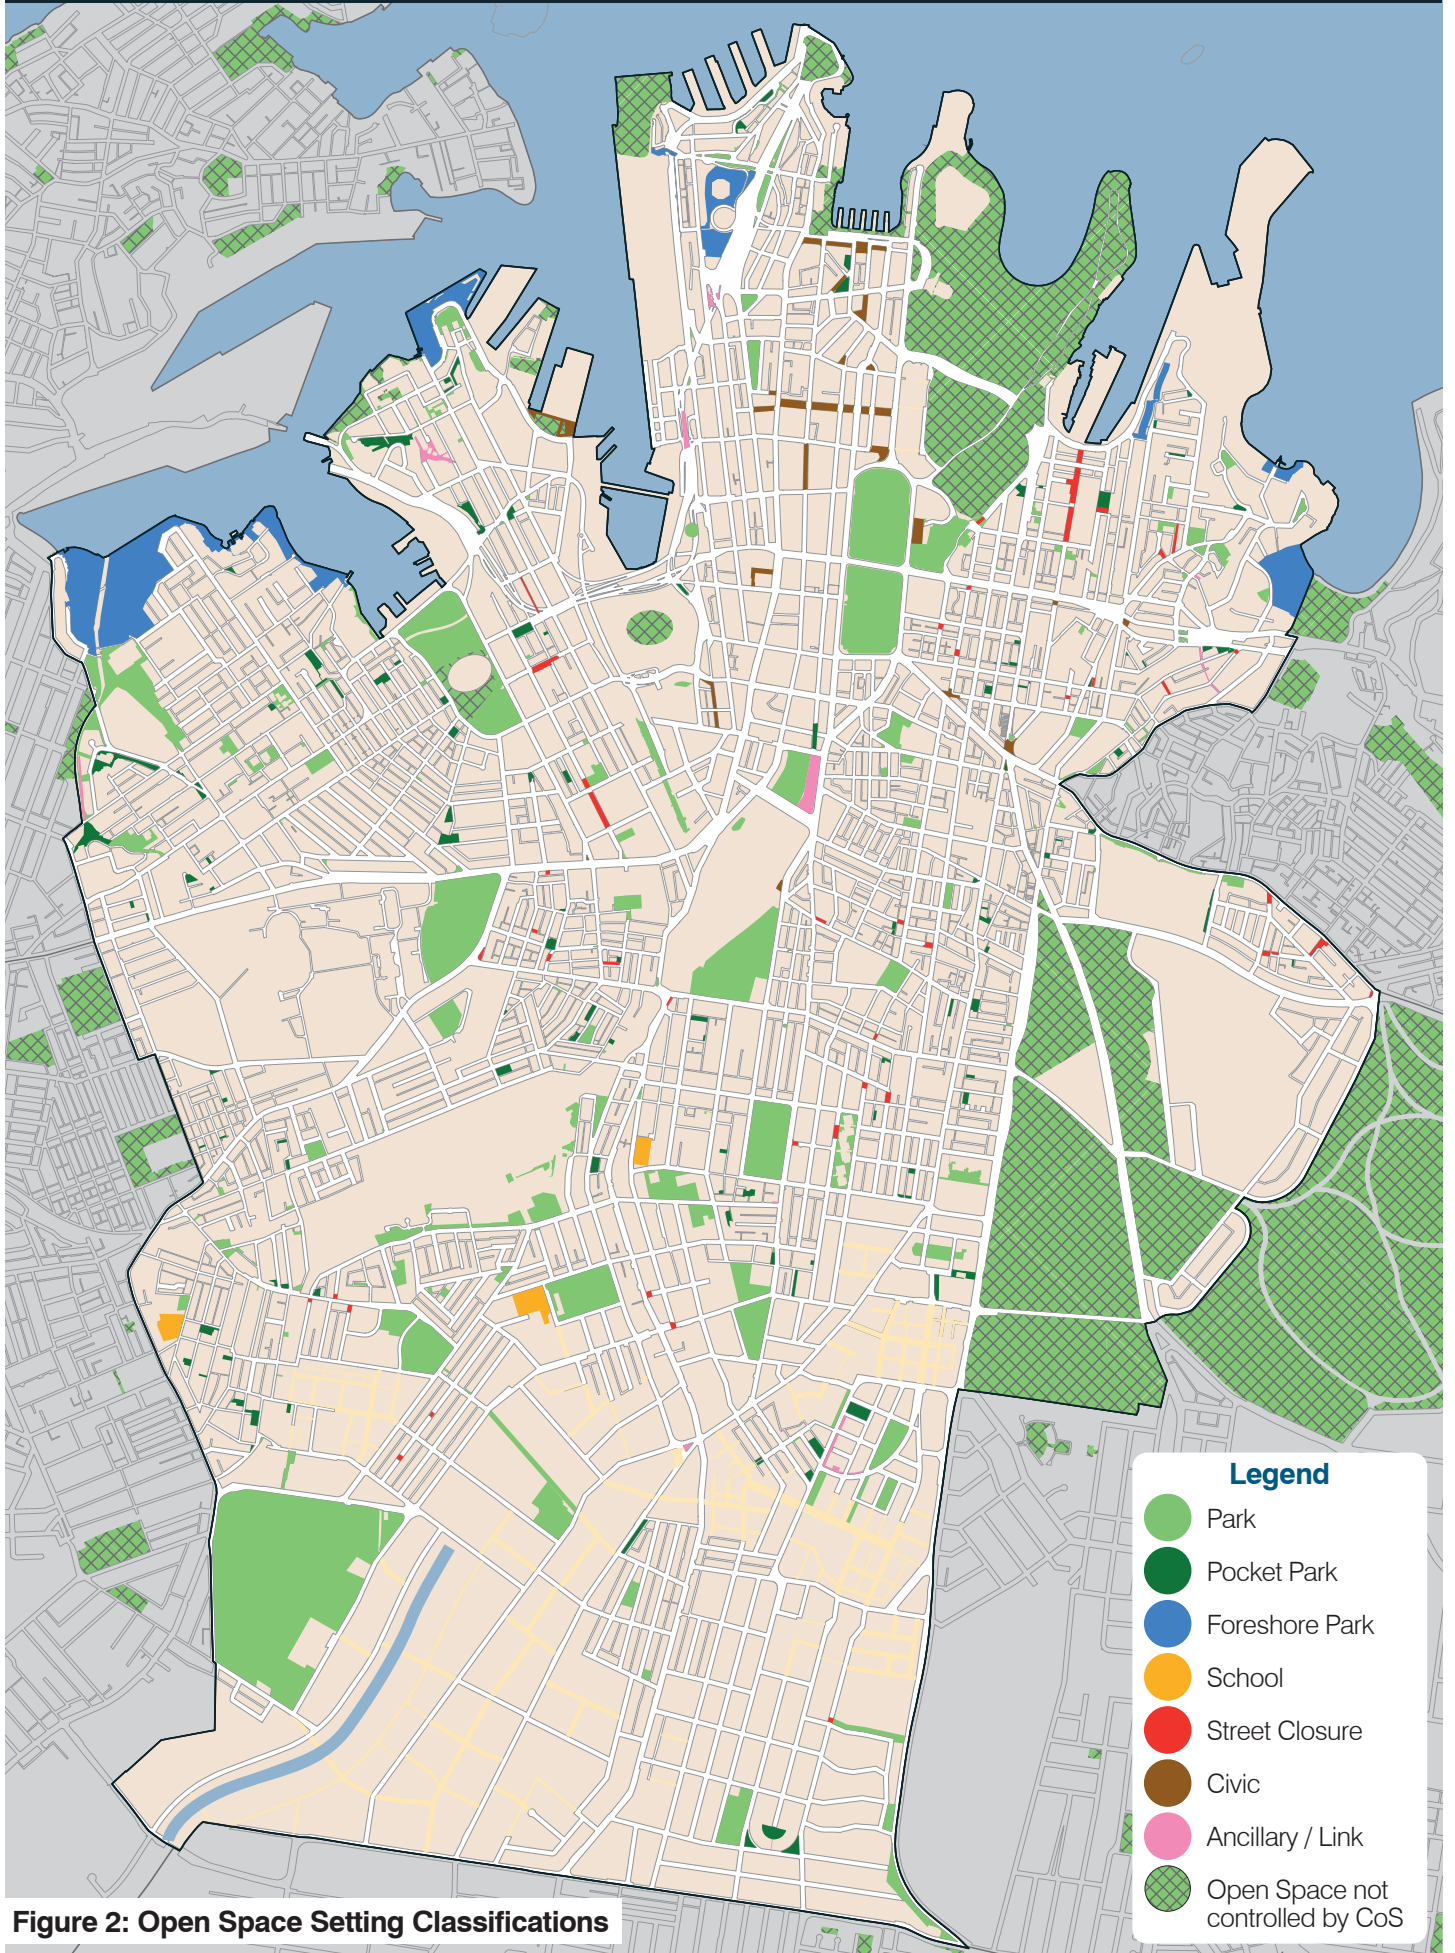 Legend
Park
Pocket Park
Foreshore Park
School
Street Closure
Civic
Ancillary / Link
Open Space not
controlled by CoS
Figure 2: Open Space Setting Classifications